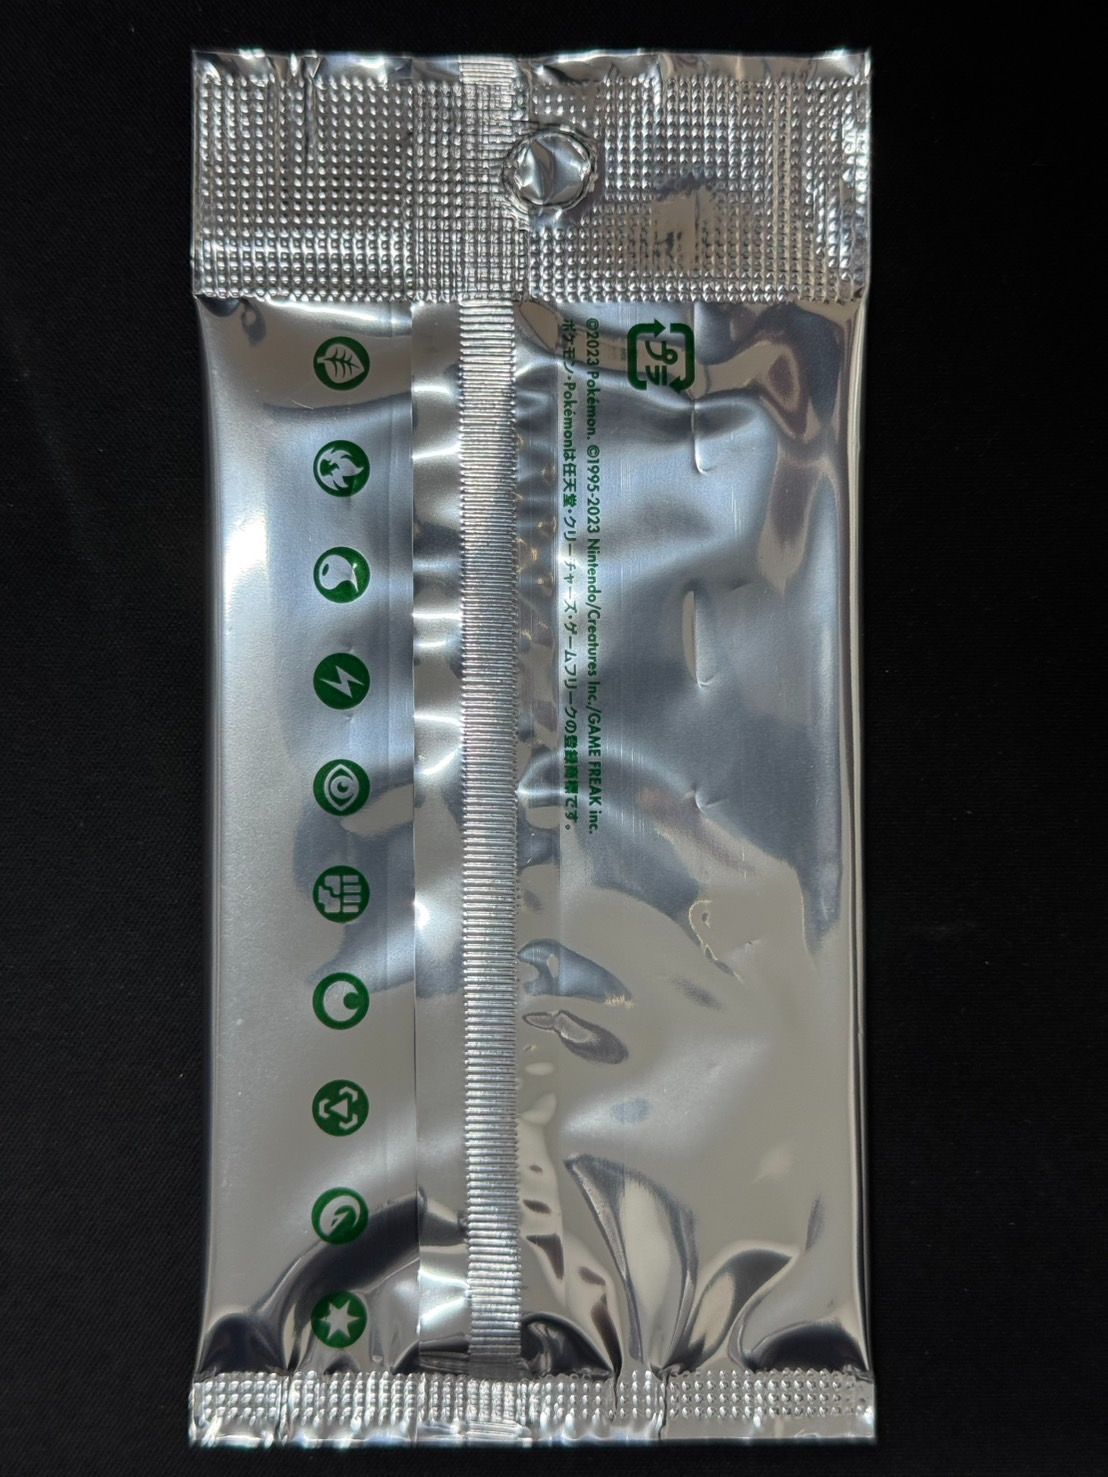 プラ
©2023 Pokémon. ©1995-2023 Nintendo/Creatures Inc./GAME FREAK inc.
ポケモン・Pokémonは任天堂・クリーチャーズ・ゲームフリークの登録商標です。